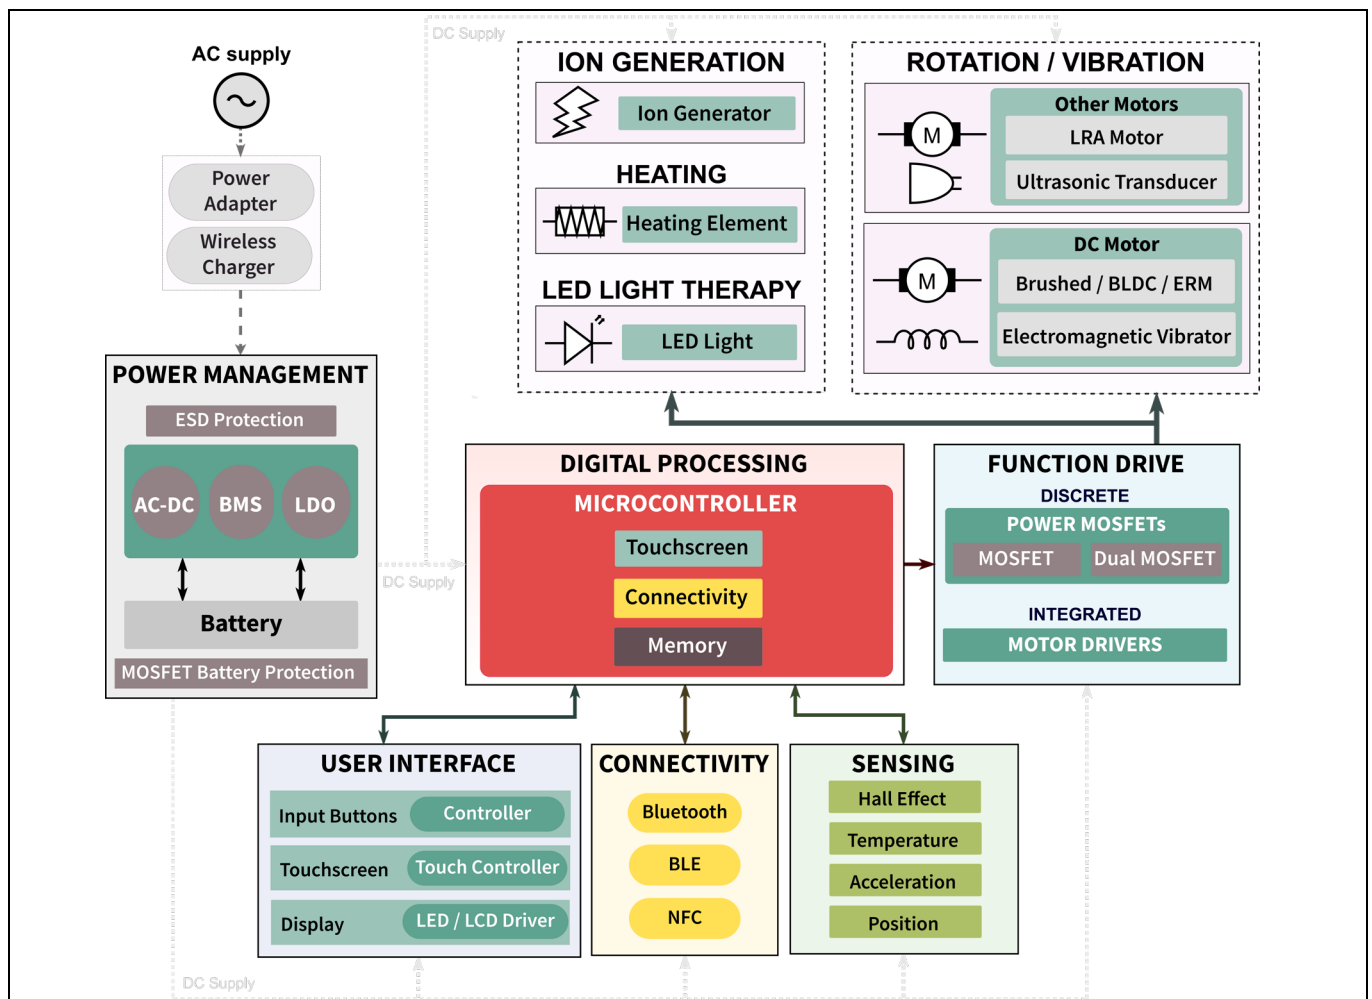 DC Supply
AC supply
Power
Adapter
Wireless
Charger
ION GENERATION
Ion Generator
HEATING
Heating Element
LED LIGHT THERAPY
LED Light
ROTATION / VIBRATION
Other Motors
M
LRA Motor
Ultrasonic Transducer
DC Motor
M
Brushed / BLDC / ERM
Electromagnetic Vibrator
POWER MANAGEMENT
ESD Protection
AC-DC
BMS
LDO
Battery
MOSFET Battery Protection
DC Supply
DIGITAL PROCESSING
MICROCONTROLLER
Touchscreen
Connectivity
Memory
FUNCTION DRIVE
DISCRETE
POWER MOSFETs
MOSFET
Dual MOSFET
INTEGRATED
MOTOR DRIVERS
USER INTERFACE
Input Buttons
Controller
Touchscreen
Touch Controller
Display
LED / LCD Driver
CONNECTIVITY
Bluetooth
BLE
NFC
SENSING
Hall Effect
Temperature
Acceleration
Position
DC Supply